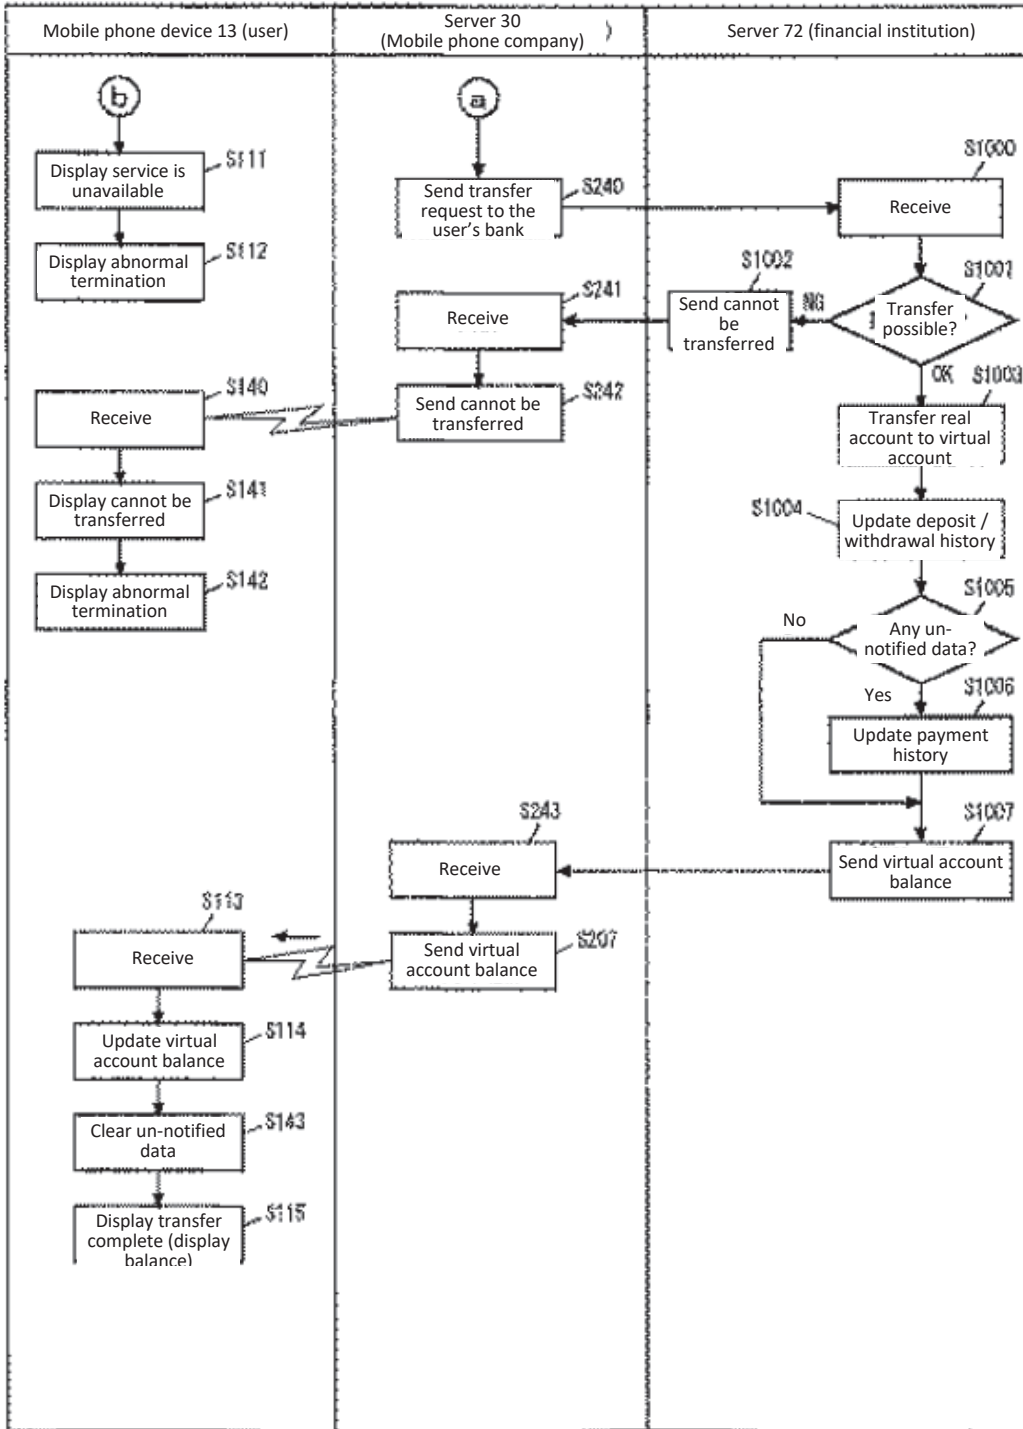 Mobile phone device 13 (user)
Server 30
(Mobile phone company)
Server 72 (financial institution)
b
a
Display service is
unavailable
S111
Display abnormal
termination
S112
Send transfer
request to the
user's bank
S240
Receive
S1000
Transfer
possible?
S1001
NG
OK
Send cannot
be
transferred
S1002
Receive
S241
Send cannot be
transferred
S242
Receive
S140
Display cannot be
transferred
S141
Display abnormal
termination
S142
Transfer real
account to virtual
account
S1003
Update deposit /
withdrawal history
S1004
Any un-
notified data?
S1005
No
Yes
Update payment
history
S1006
Send virtual account
balance
S1007
Receive
S243
Send virtual
account balance
S207
Receive
S113
Update virtual
account balance
S114
Clear un-notified
data
S143
Display transfer
complete (display
balance)
S115